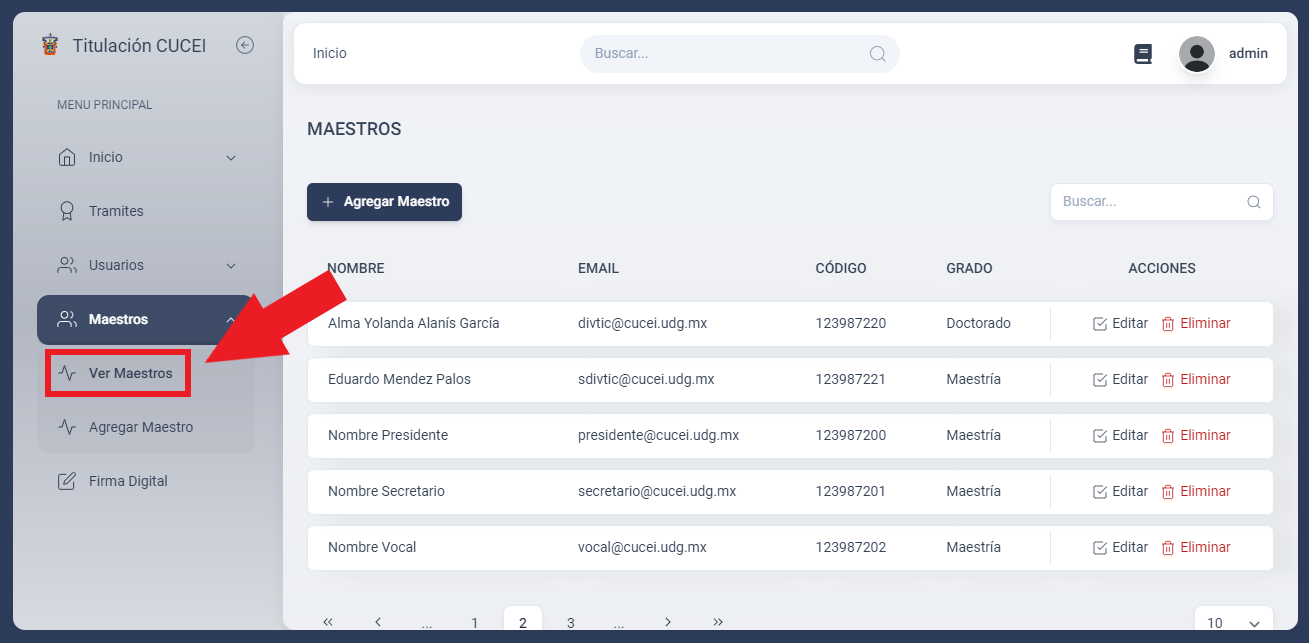 Titulación CUCEI
MENU PRINCIPAL
Inicio
Tramites
Usuarios
Maestros
Ver Maestros
Agregar Maestro
Firma Digital
Inicio
Buscar...
admin
MAESTROS
+ Agregar Maestro
Buscar...
NOMBRE EMAIL CÓDIGO GRADO ACCIONES
Alma Yolanda Alanís García divtic@cucei.udg.mx 123987220 Doctorado Editar Eliminar
Eduardo Mendez Palos sdivtic@cucei.udg.mx 123987221 Maestría Editar Eliminar
Nombre Presidente presidente@cucei.udg.mx 123987200 Maestría Editar Eliminar
Nombre Secretario secretario@cucei.udg.mx 123987201 Maestría Editar Eliminar
Nombre Vocal vocal@cucei.udg.mx 123987202 Maestría Editar Eliminar
« ‹ ... 1 2 3 ... › » 10